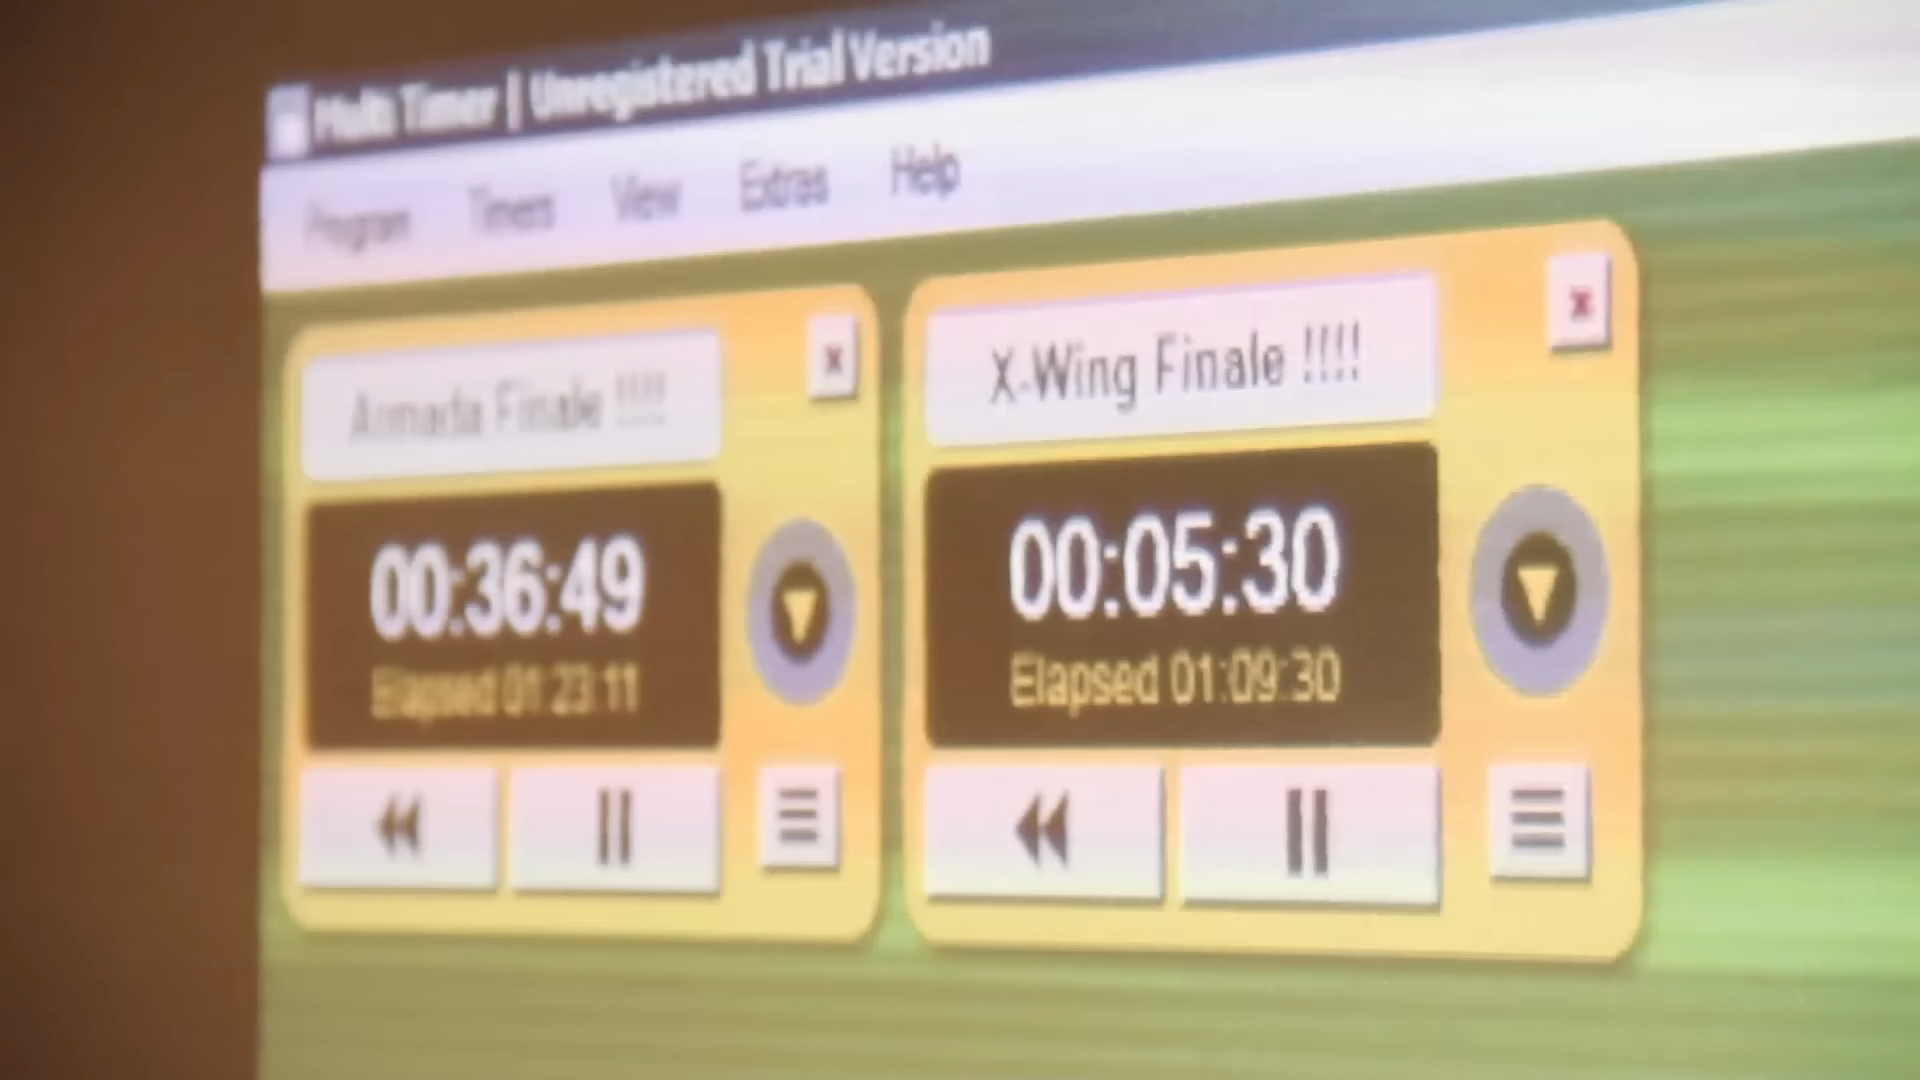 Multi Timer | Unregistered Trial Version
Program Timers View Extras Help
Armada Finale !!!!
00:36:49
Elapsed 01:23:11
X-Wing Finale !!!!
00:05:30
Elapsed 01:09:30